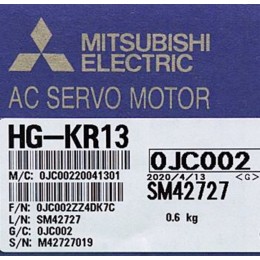 MITSUBISHI
ELECTRIC
AC SERVO MOTOR
HG-KR13
0JC002
M/C: 0JC00220041301
2020/4/13 <G>
SM42727
F/N: 0JC002ZZ4DK7C
L/N: SM42727
0.6 kg
G/C: 0JC002
S/N: M42727019